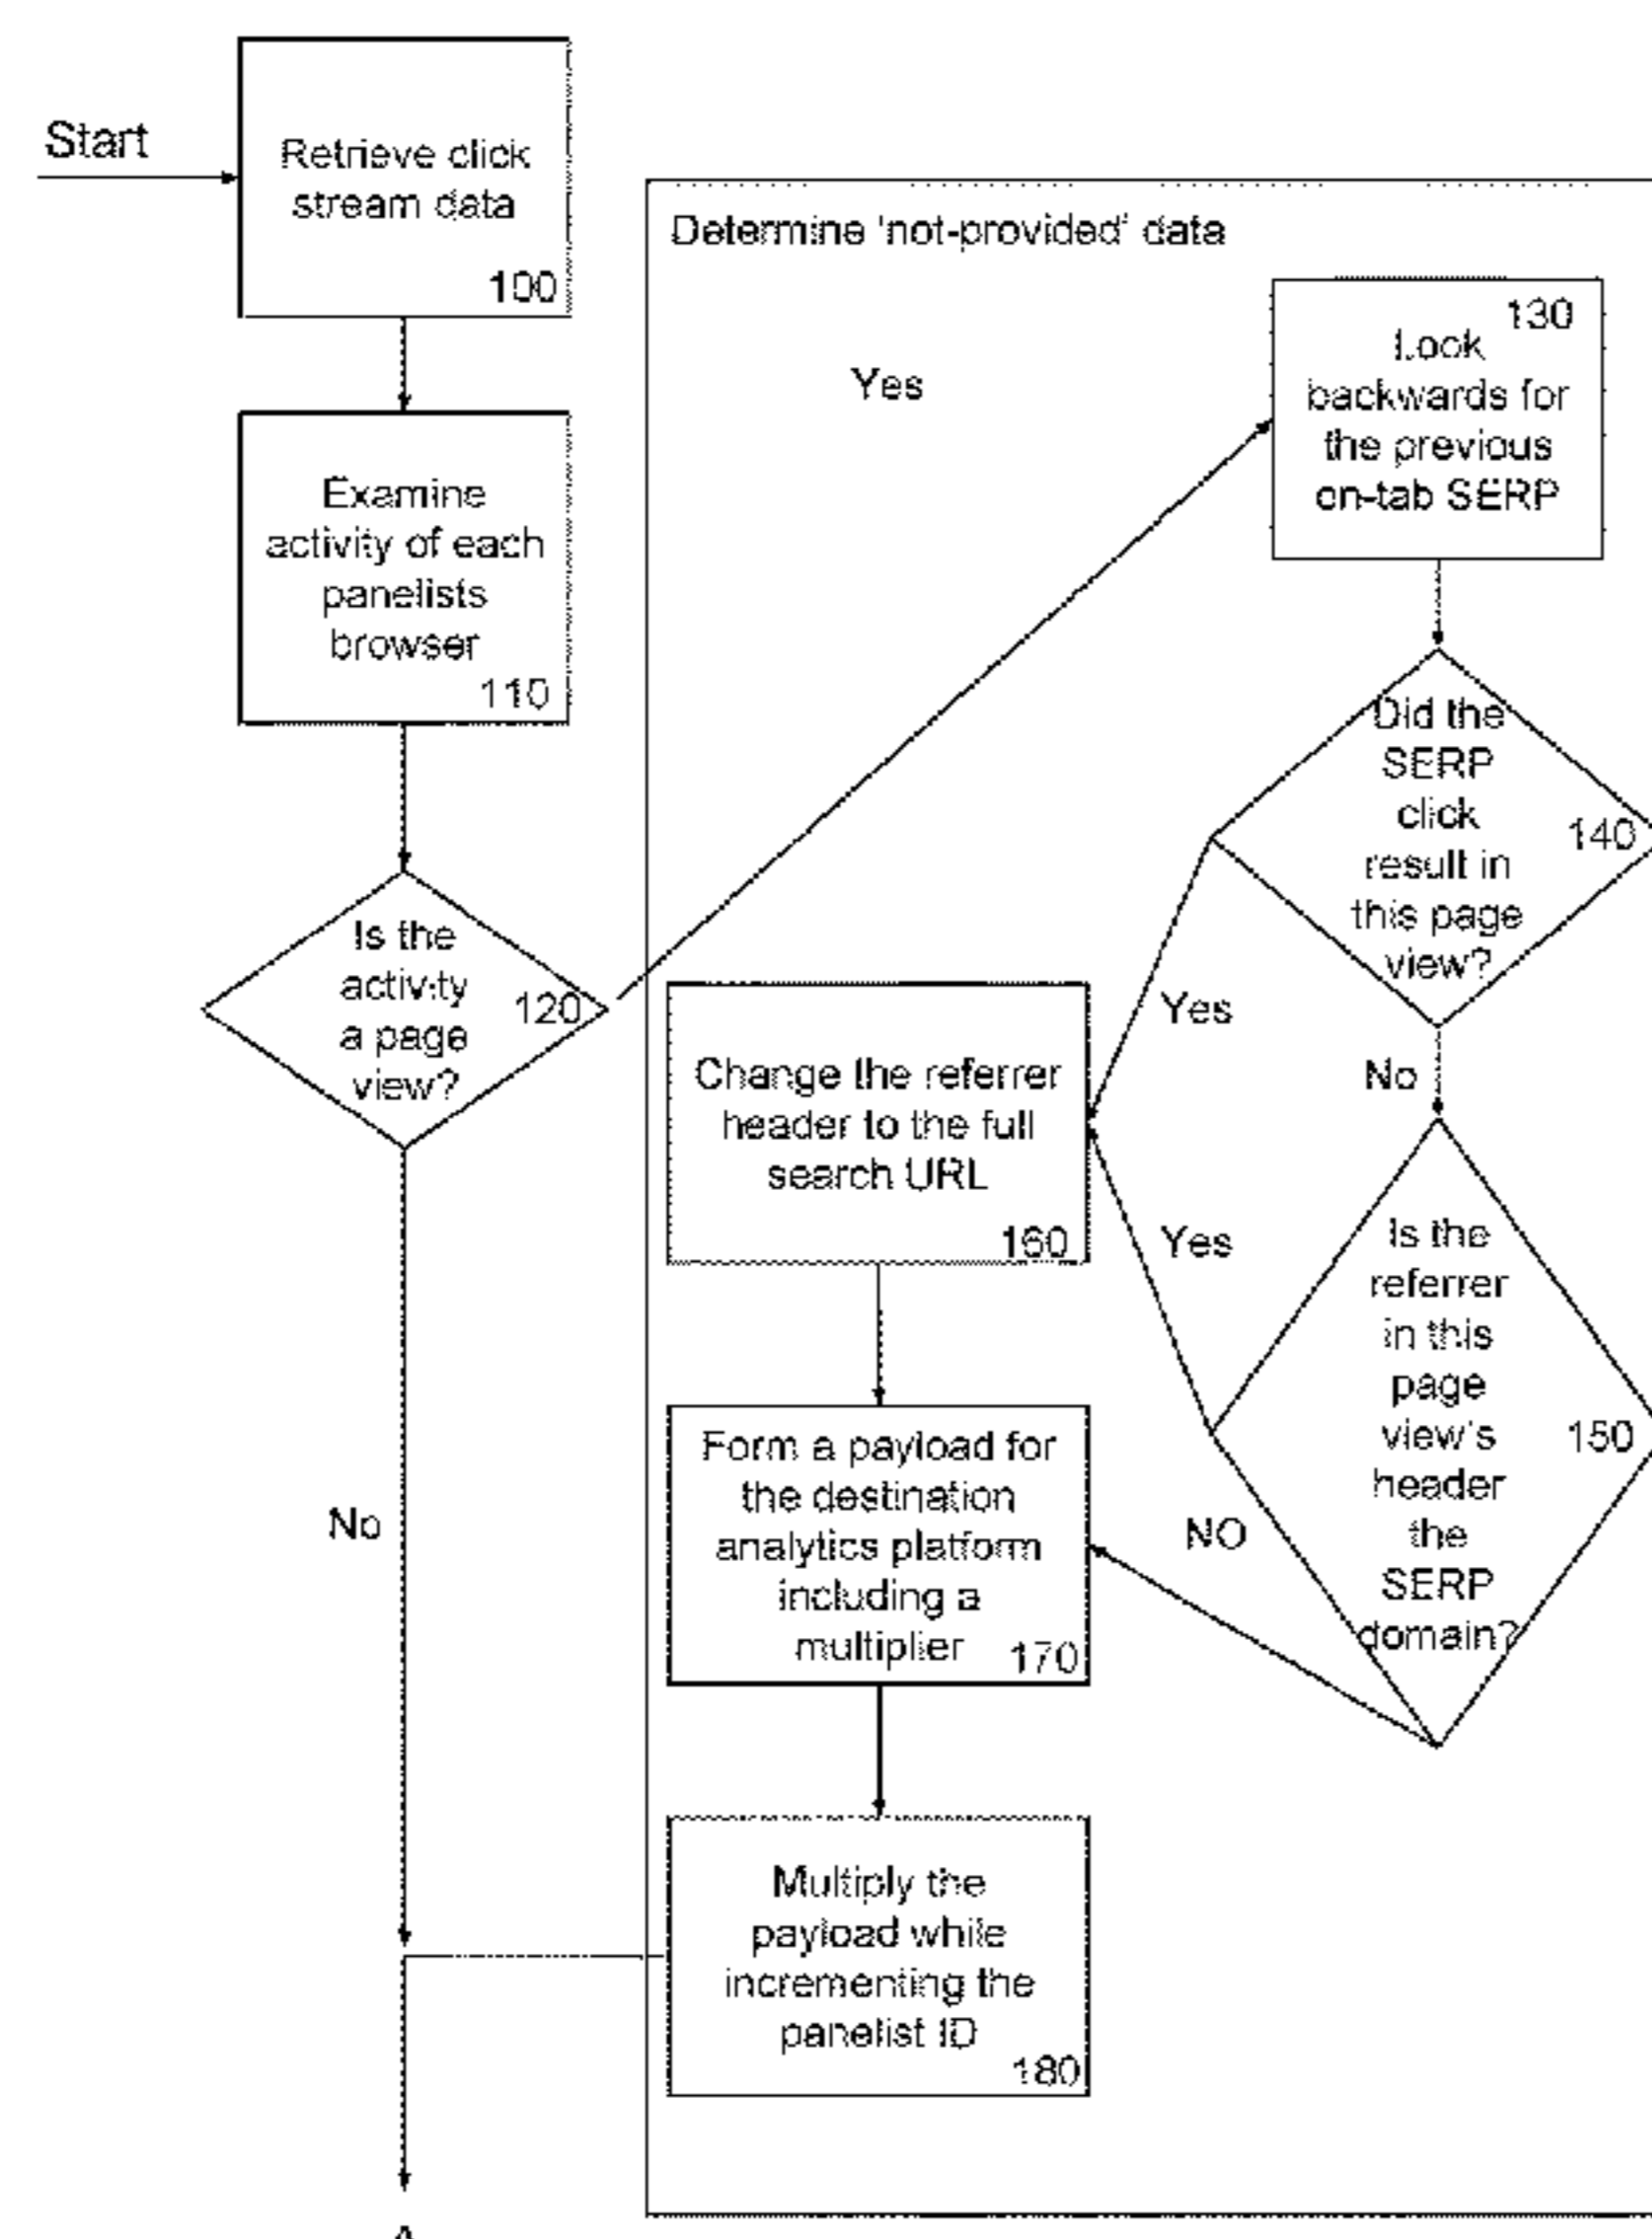 Start
Retrieve click
stream data
100
Examine
activity of each
panelists
browser
110
Is the
activity
a page
view?
120
No
Determine 'not-provided' data
Yes
130
Look
backwards for
the previous
on-tab SERP
Did the
SERP
click
result in
this page
view?
140
Yes
No
Is the
referrer
in this
page
view's
header
the
SERP
domain?
150
Yes
NO
Change the referrer
header to the full
search URL
160
Form a payload for
the destination
analytics platform
including a
multiplier
170
Multiply the
payload while
incrementing the
panelist ID
180